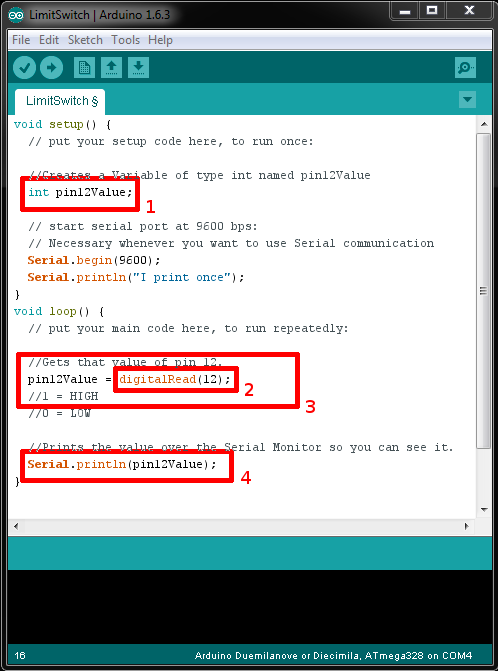 LimitSwitch | Arduino 1.6.3
File Edit Sketch Tools Help
LimitSwitch §
void setup() {
// put your setup code here, to run once:
//Creates a Variable of type int named pin12Value
int pin12Value;
1
// start serial port at 9600 bps:
// Necessary whenever you want to use Serial communication
Serial.begin(9600);
Serial.println("I print once");
}
void loop() {
// put your main code here, to run repeatedly:
//Gets that value of pin 12.
pin12Value = digitalRead(12);
2
//1 = HIGH
3
//0 = LOW
//Prints the value over the Serial Monitor so you can see it.
Serial.println(pin12Value);
4
}
16
Arduino Duemilanove or Diecimila, ATmega328 on COM4